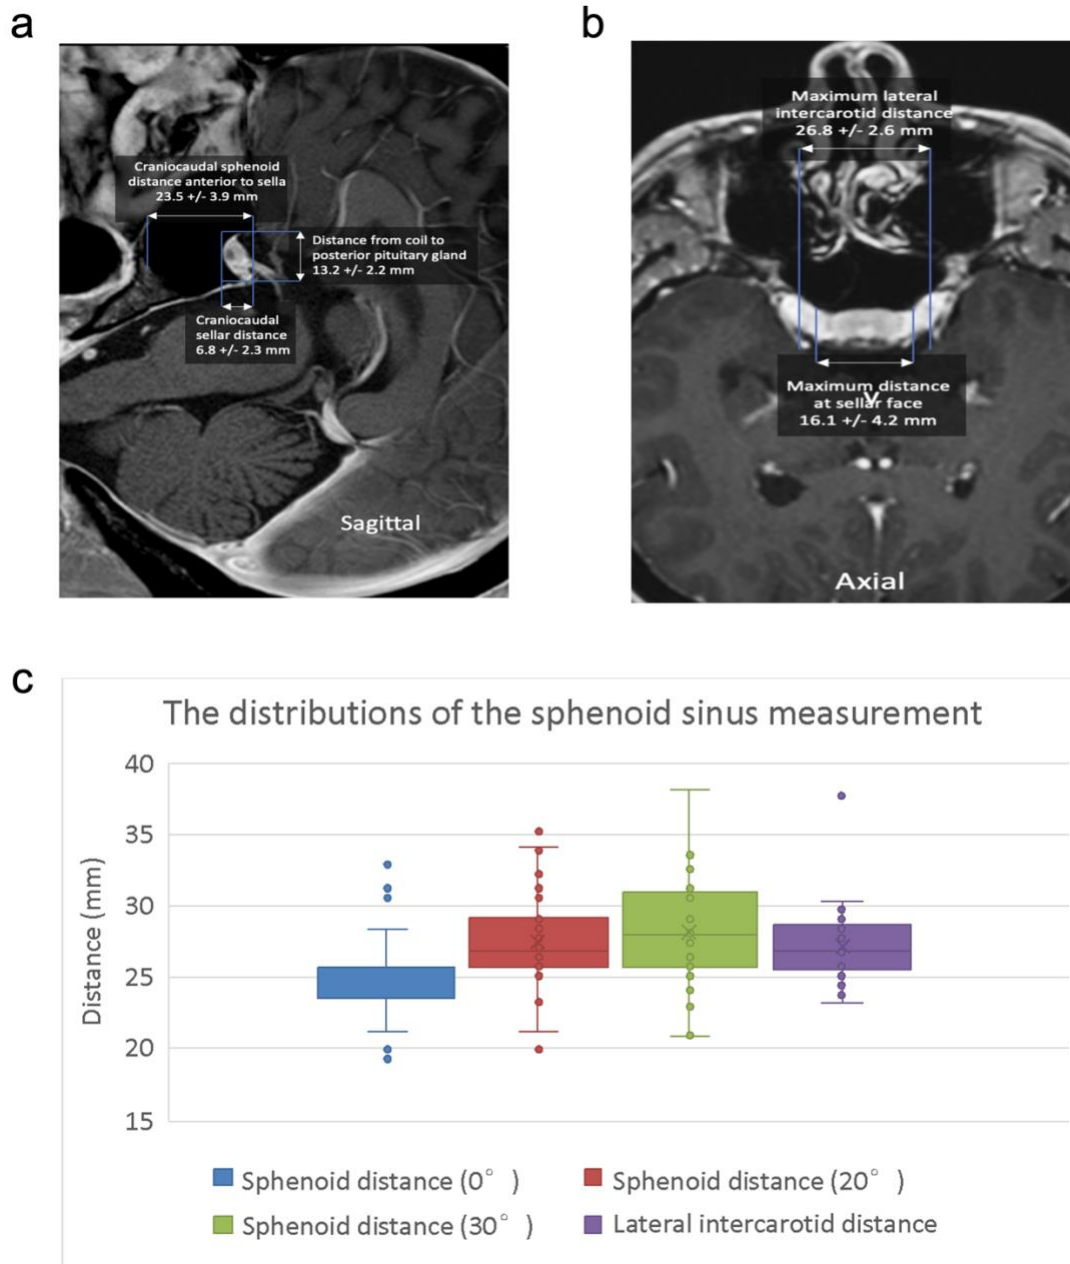 a
b
Craniocaudal sphenoid
distance anterior to sella
23.5 +/- 3.9 mm
Distance from coil to
posterior pituitary gland
13.2 +/- 2.2 mm
Craniocaudal
sellar distance
6.8 +/- 2.3 mm
Sagittal
Maximum lateral
intercarotid distance
26.8 +/- 2.6 mm
Maximum distance
at sellar face
16.1 +/- 4.2 mm
V
Axial
c
The distributions of the sphenoid sinus measurement
Distance (mm)
40
35
30
25
20
15
Sphenoid distance (0° )
Sphenoid distance (20° )
Sphenoid distance (30° )
Lateral intercarotid distance